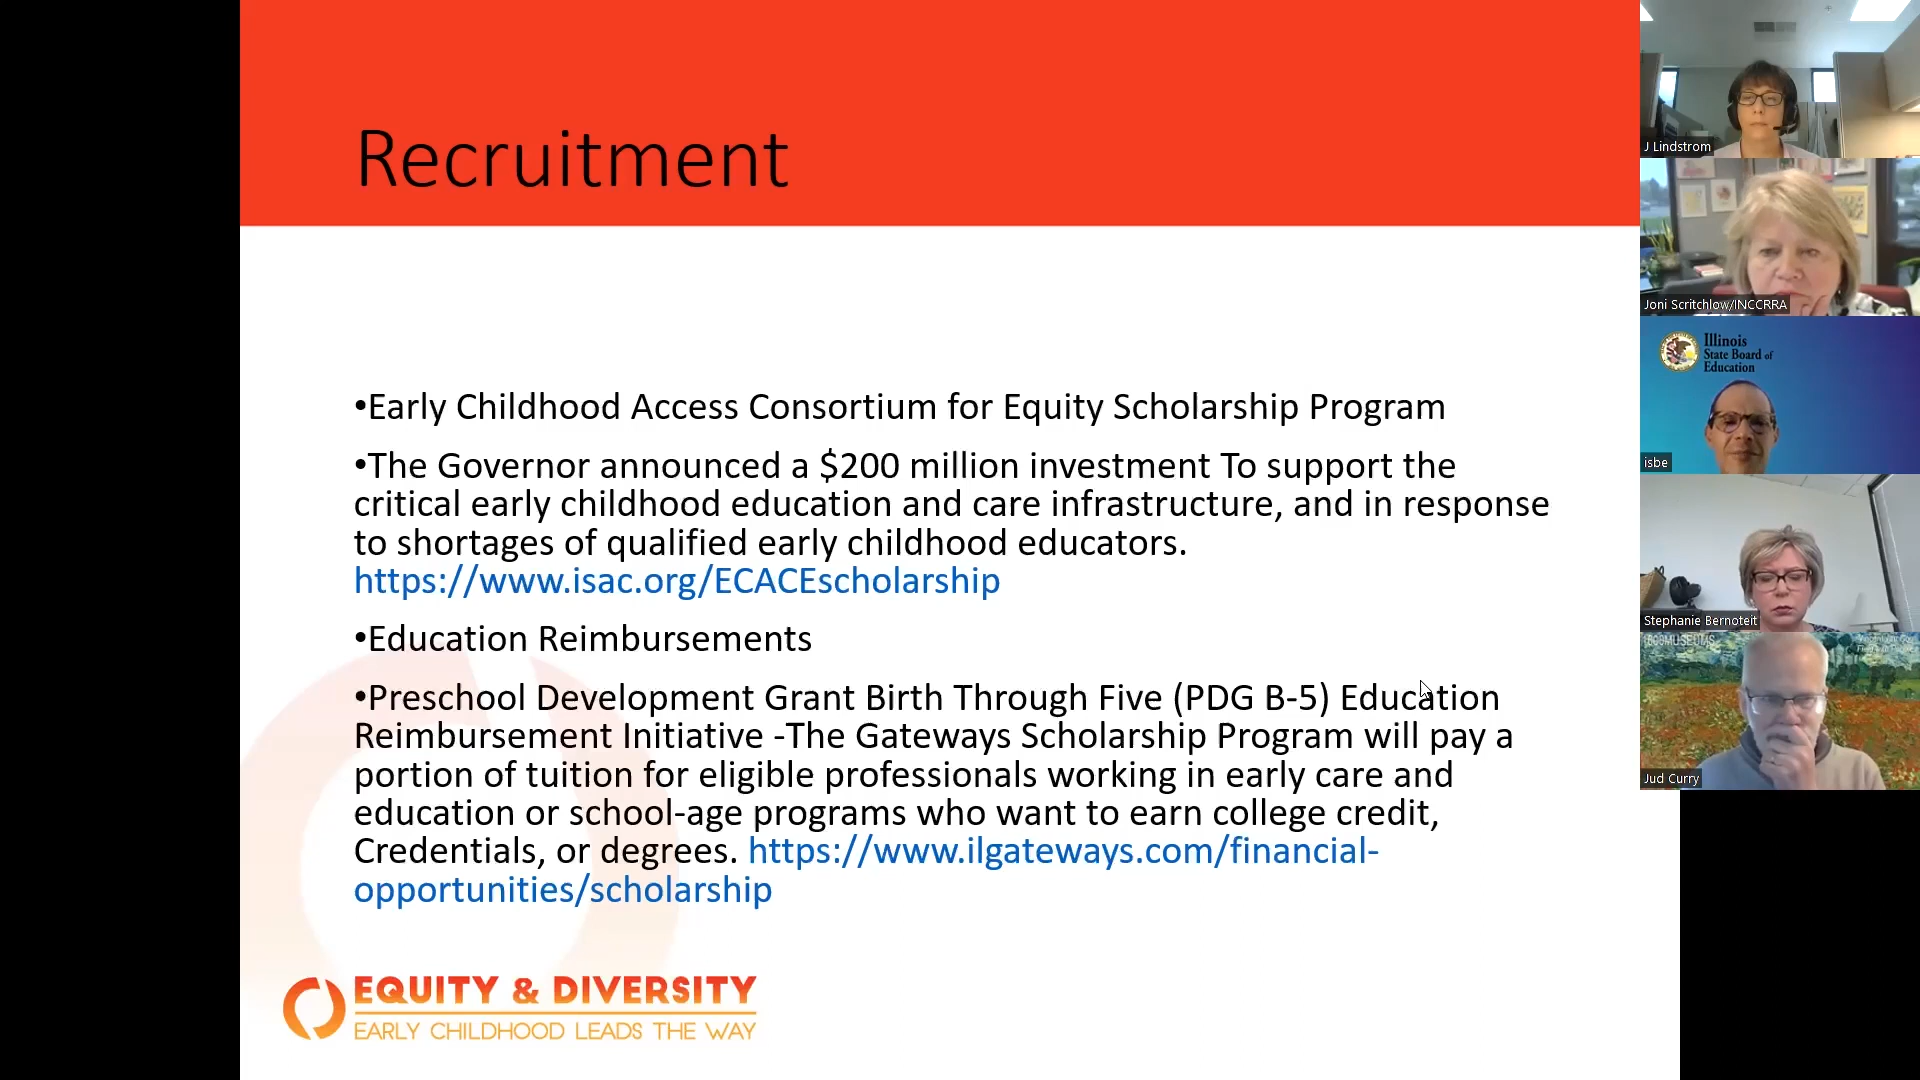 Recruitment
•Early Childhood Access Consortium for Equity Scholarship Program
•The Governor announced a $200 million investment To support the
critical early childhood education and care infrastructure, and in response
to shortages of qualified early childhood educators.
https://www.isac.org/ECACEscholarship
•Education Reimbursements
•Preschool Development Grant Birth Through Five (PDG B-5) Education
Reimbursement Initiative -The Gateways Scholarship Program will pay a
portion of tuition for eligible professionals working in early care and
education or school-age programs who want to earn college credit,
Credentials, or degrees. https://www.ilgateways.com/financial-
opportunities/scholarship
EQUITY & DIVERSITY
EARLY CHILDHOOD LEADS THE WAY
J Lindstrom
Joni Scritchlow/INCCRRA
Illinois
State Board of
Education
isbe
Stephanie Bernoteit
Jud Curry